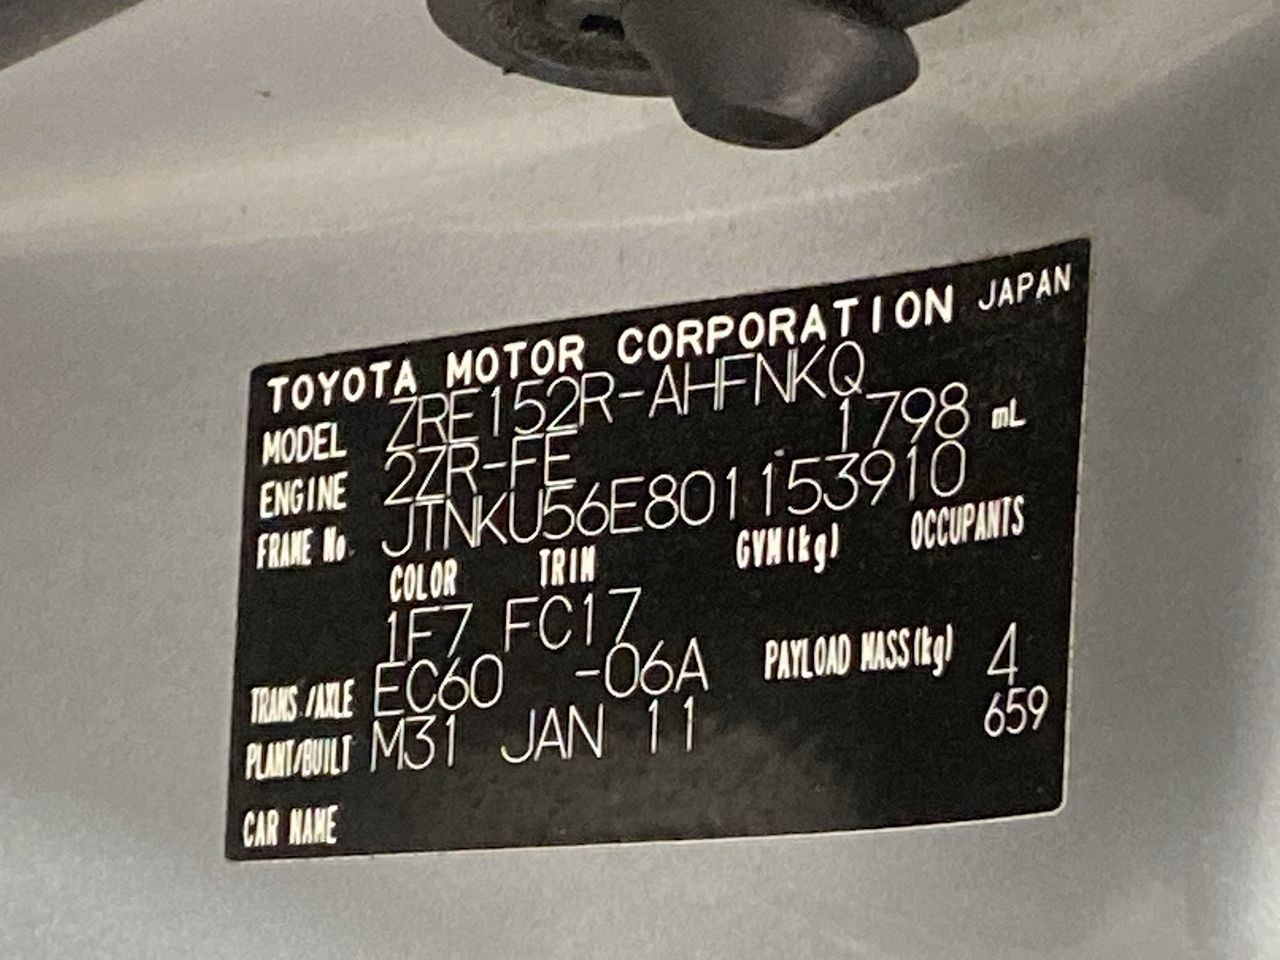 TOYOTA MOTOR CORPORATION JAPAN
MODEL ZRE152R-AHFNKQ
ENGINE 2ZR-FE 1798 mL
FRAME No. JTNKU56E801153910
COLOR TRIM GVM(kg) OCCUPANTS
1F7 FC17
TRANS/AXLE EC60 -06A PAYLOAD MASS(kg) 4
PLANT/BUILT M31 JAN 11 659
CAR NAME